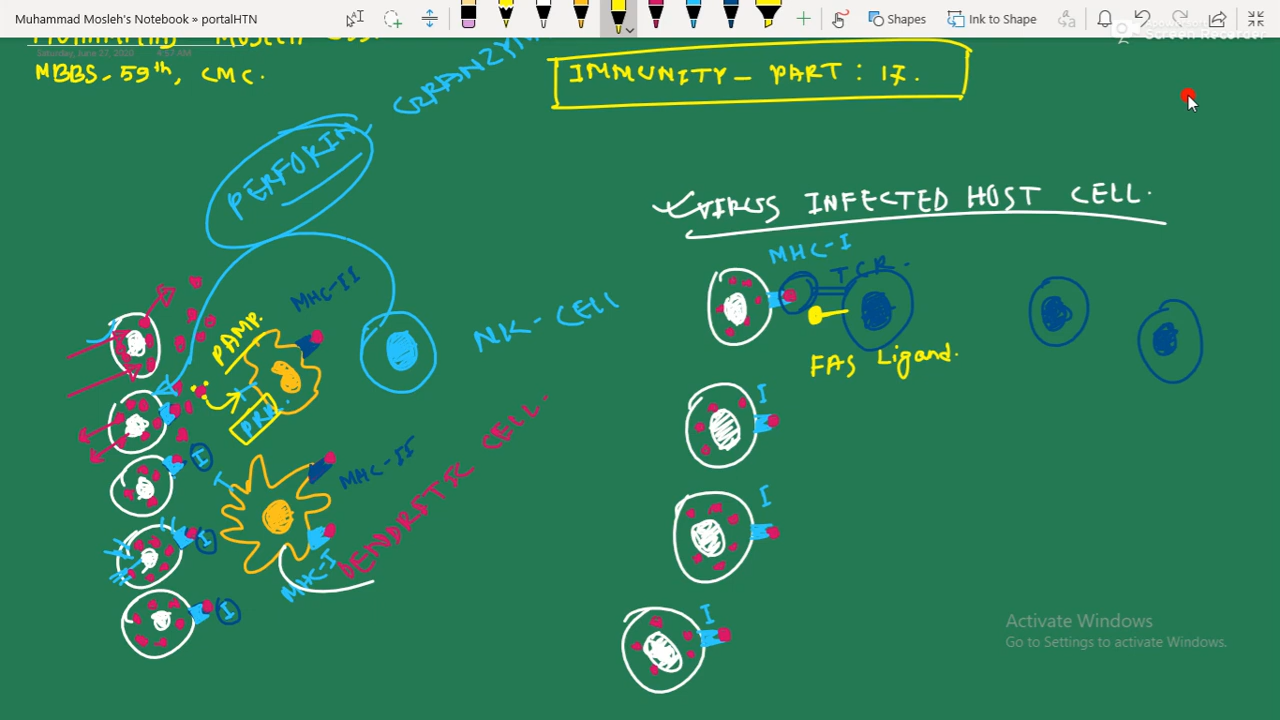 Muhammad Mosleh's Notebook » portalHTN
Shapes
Ink to Shape
Screen Recorder
MBBS-59th, CMC.
IMMUNITY - PART: 17.
PERFORIN
VIRUS INFECTED HOST CELL.
MHC-I
TCR.
MHC-II
NK-CELL
PAMP.
FAS Ligand.
PRR.
I
I
MHC-II
DENDRITIC CELL.
I
I
MHC-I
I
I
Activate Windows
Go to Settings to activate Windows.